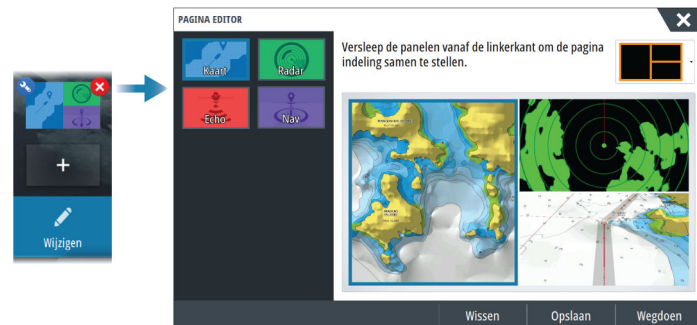 PAGINA EDITOR
Kaart
Radar
Echo
Nav
Versleep de panelen vanaf de linkerkant om de pagina
indeling samen te stellen.
+
Wijzigen
Wissen
Opslaan
Wegdoen